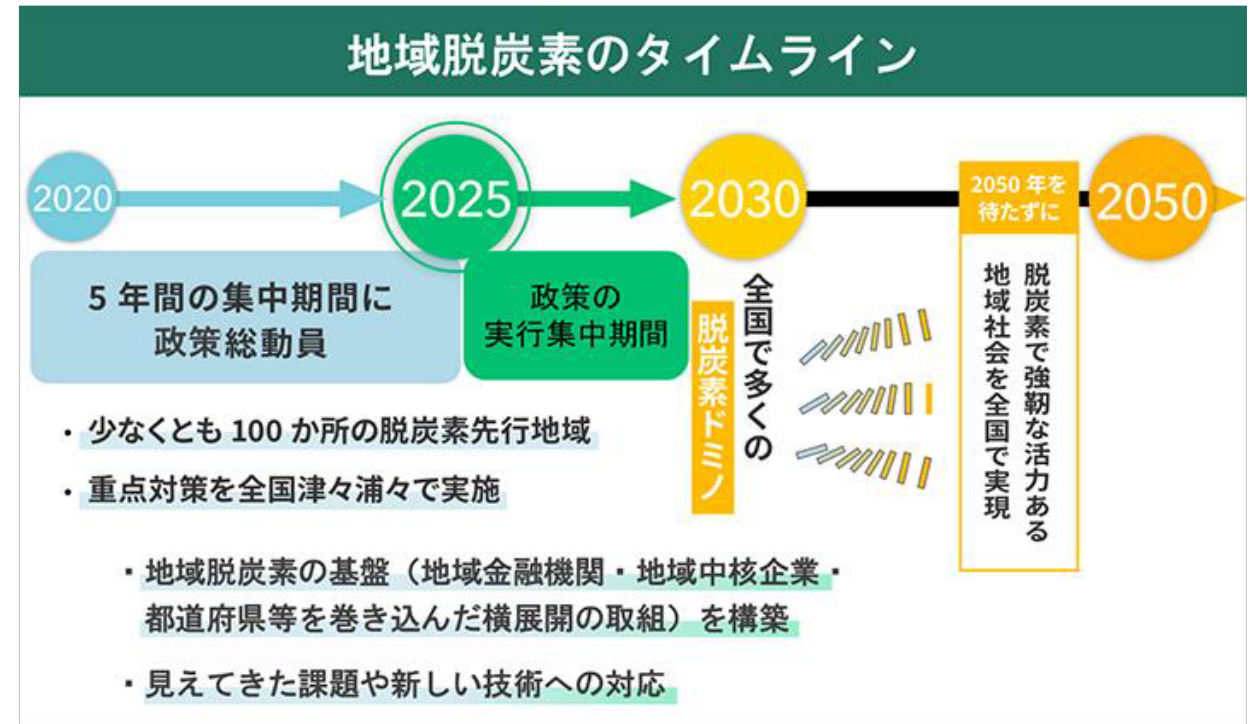 地域脱炭素のタイムライン
2020
2025
2030
2050 年を
待たずに
2050
5 年間の集中期間に
政策総動員
政策の
実行集中期間
全国で多くの
脱炭素ドミノ
脱炭素で強靭な活力ある
地域社会を全国で実現
・少なくとも 100 か所の脱炭素先行地域
・重点対策を全国津々浦々で実施
・地域脱炭素の基盤（地域金融機関・地域中核企業・
都道府県等を巻き込んだ横展開の取組）を構築
・見えてきた課題や新しい技術への対応